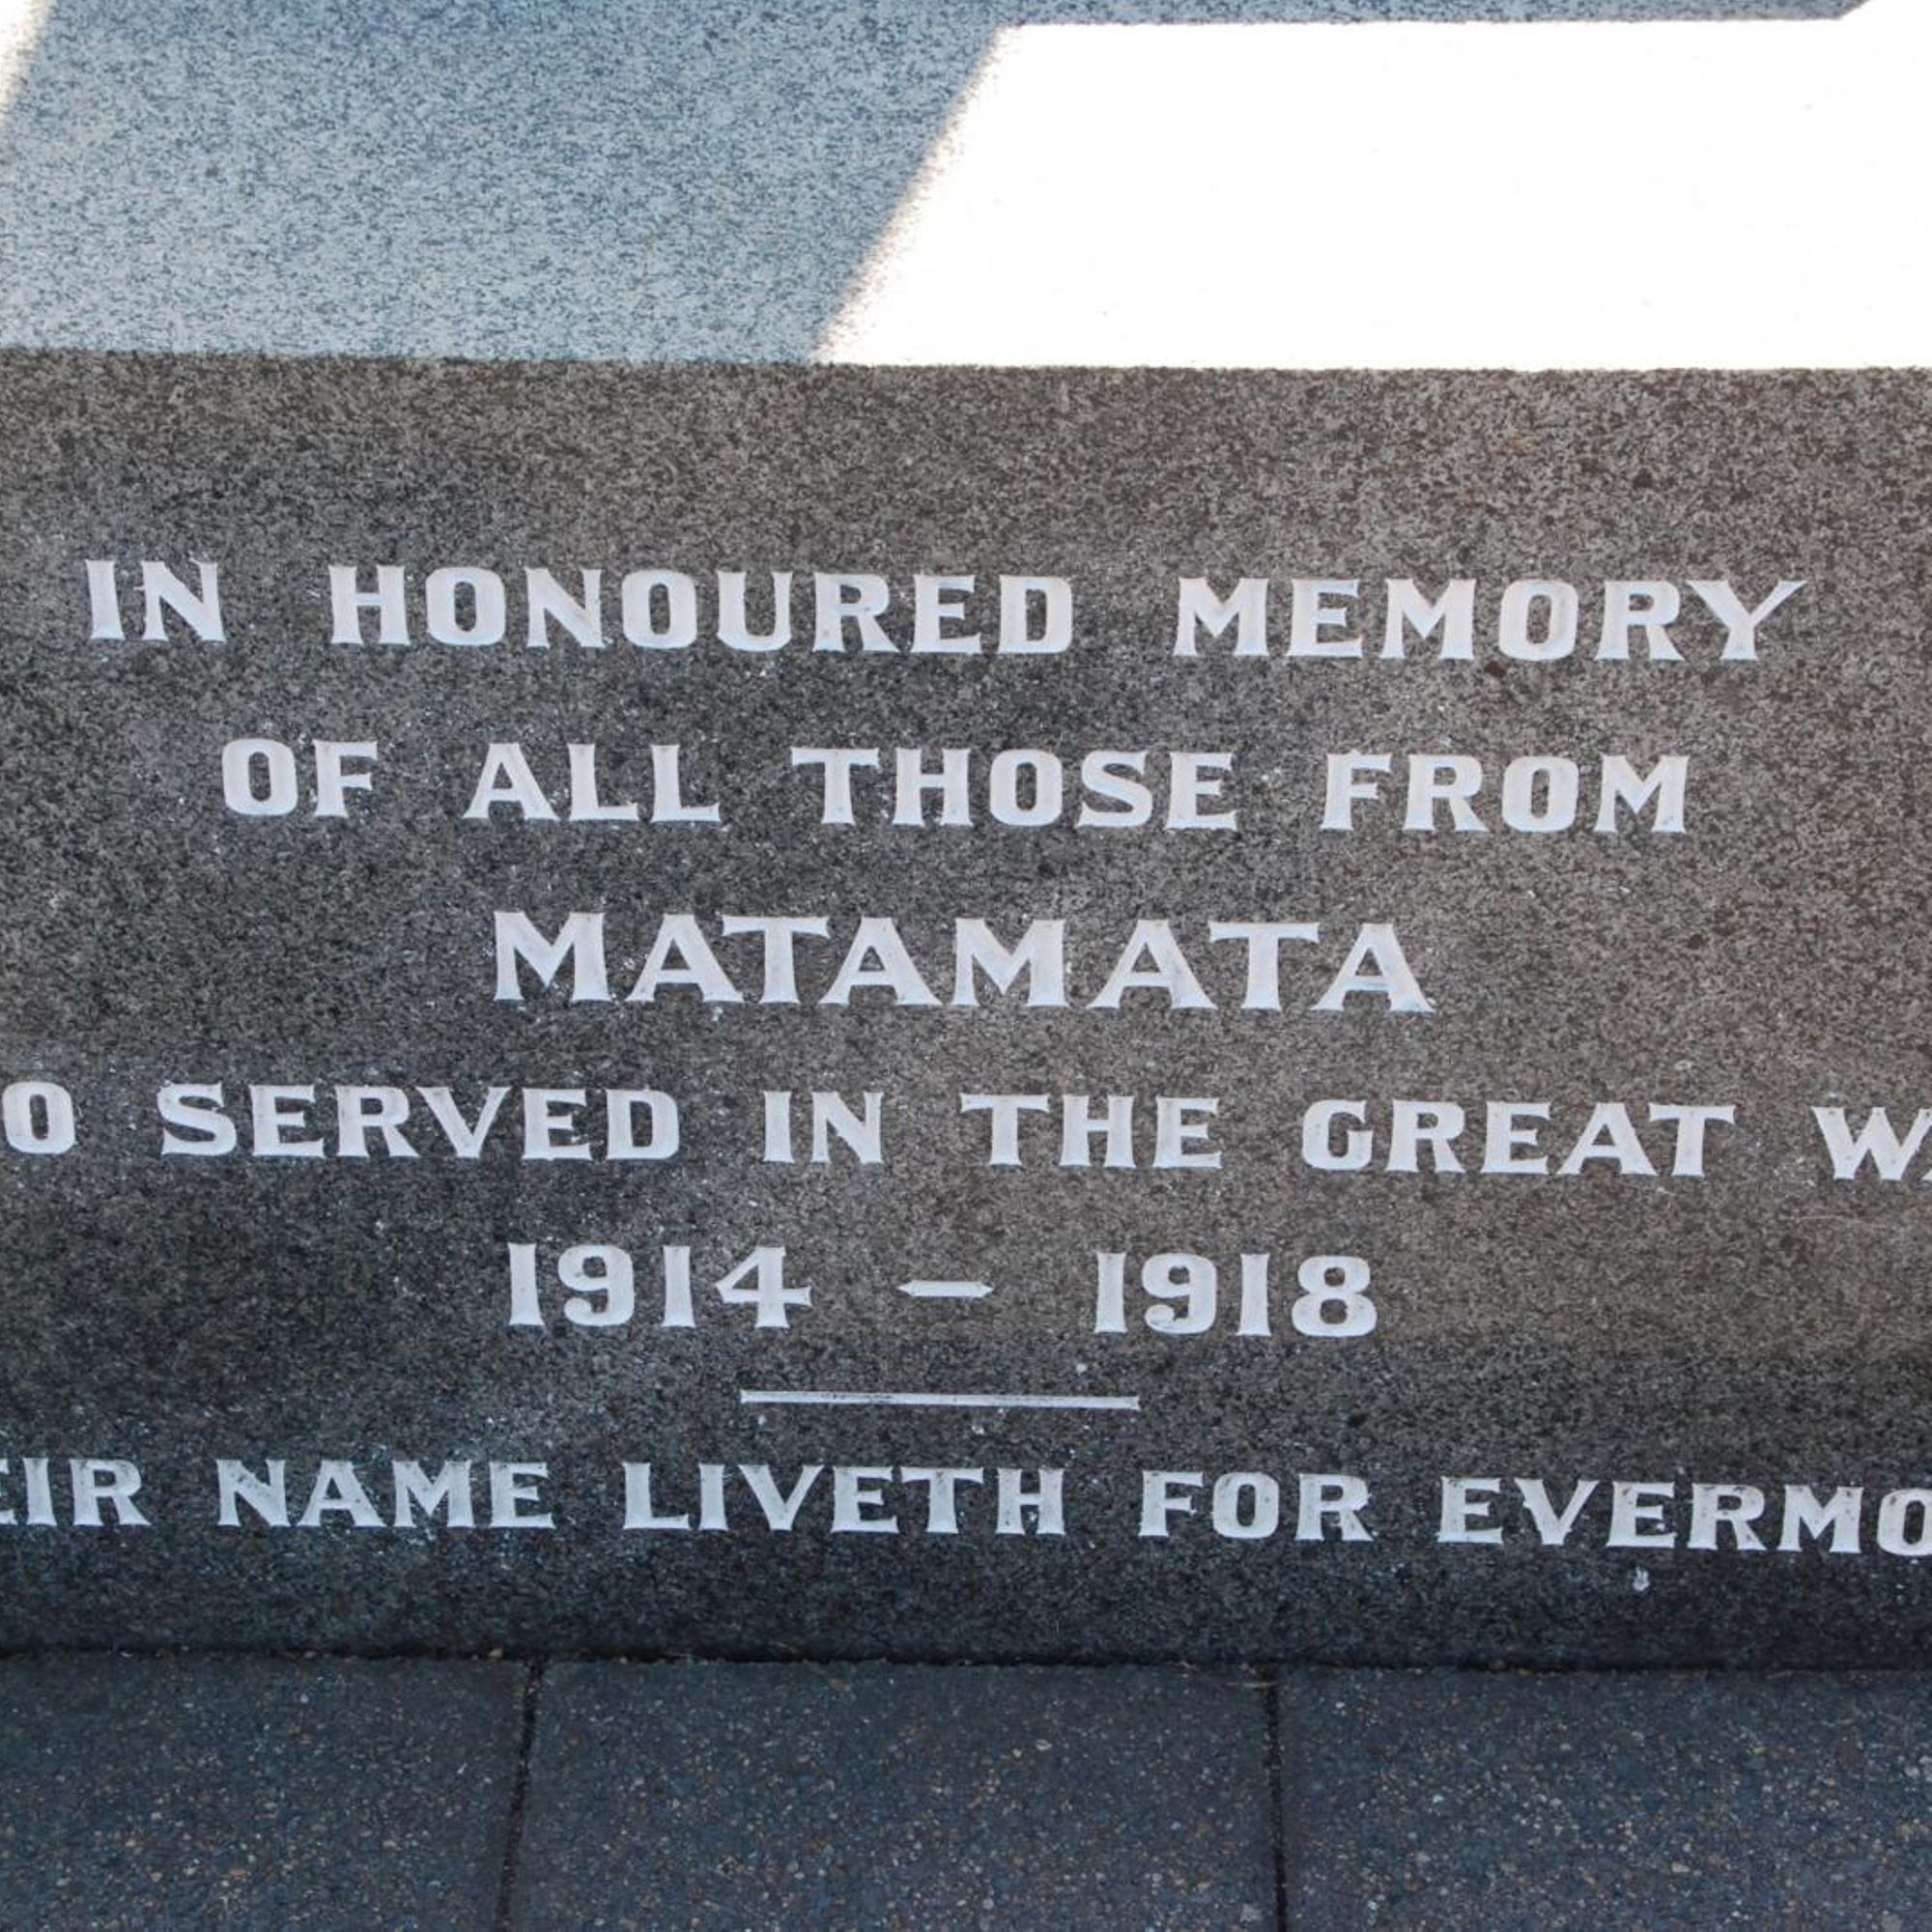 IN HONOURED MEMORY
OF ALL THOSE FROM
MATAMATA
O SERVED IN THE GREAT W
1914 - 1918
EIR NAME LIVETH FOR EVERMO